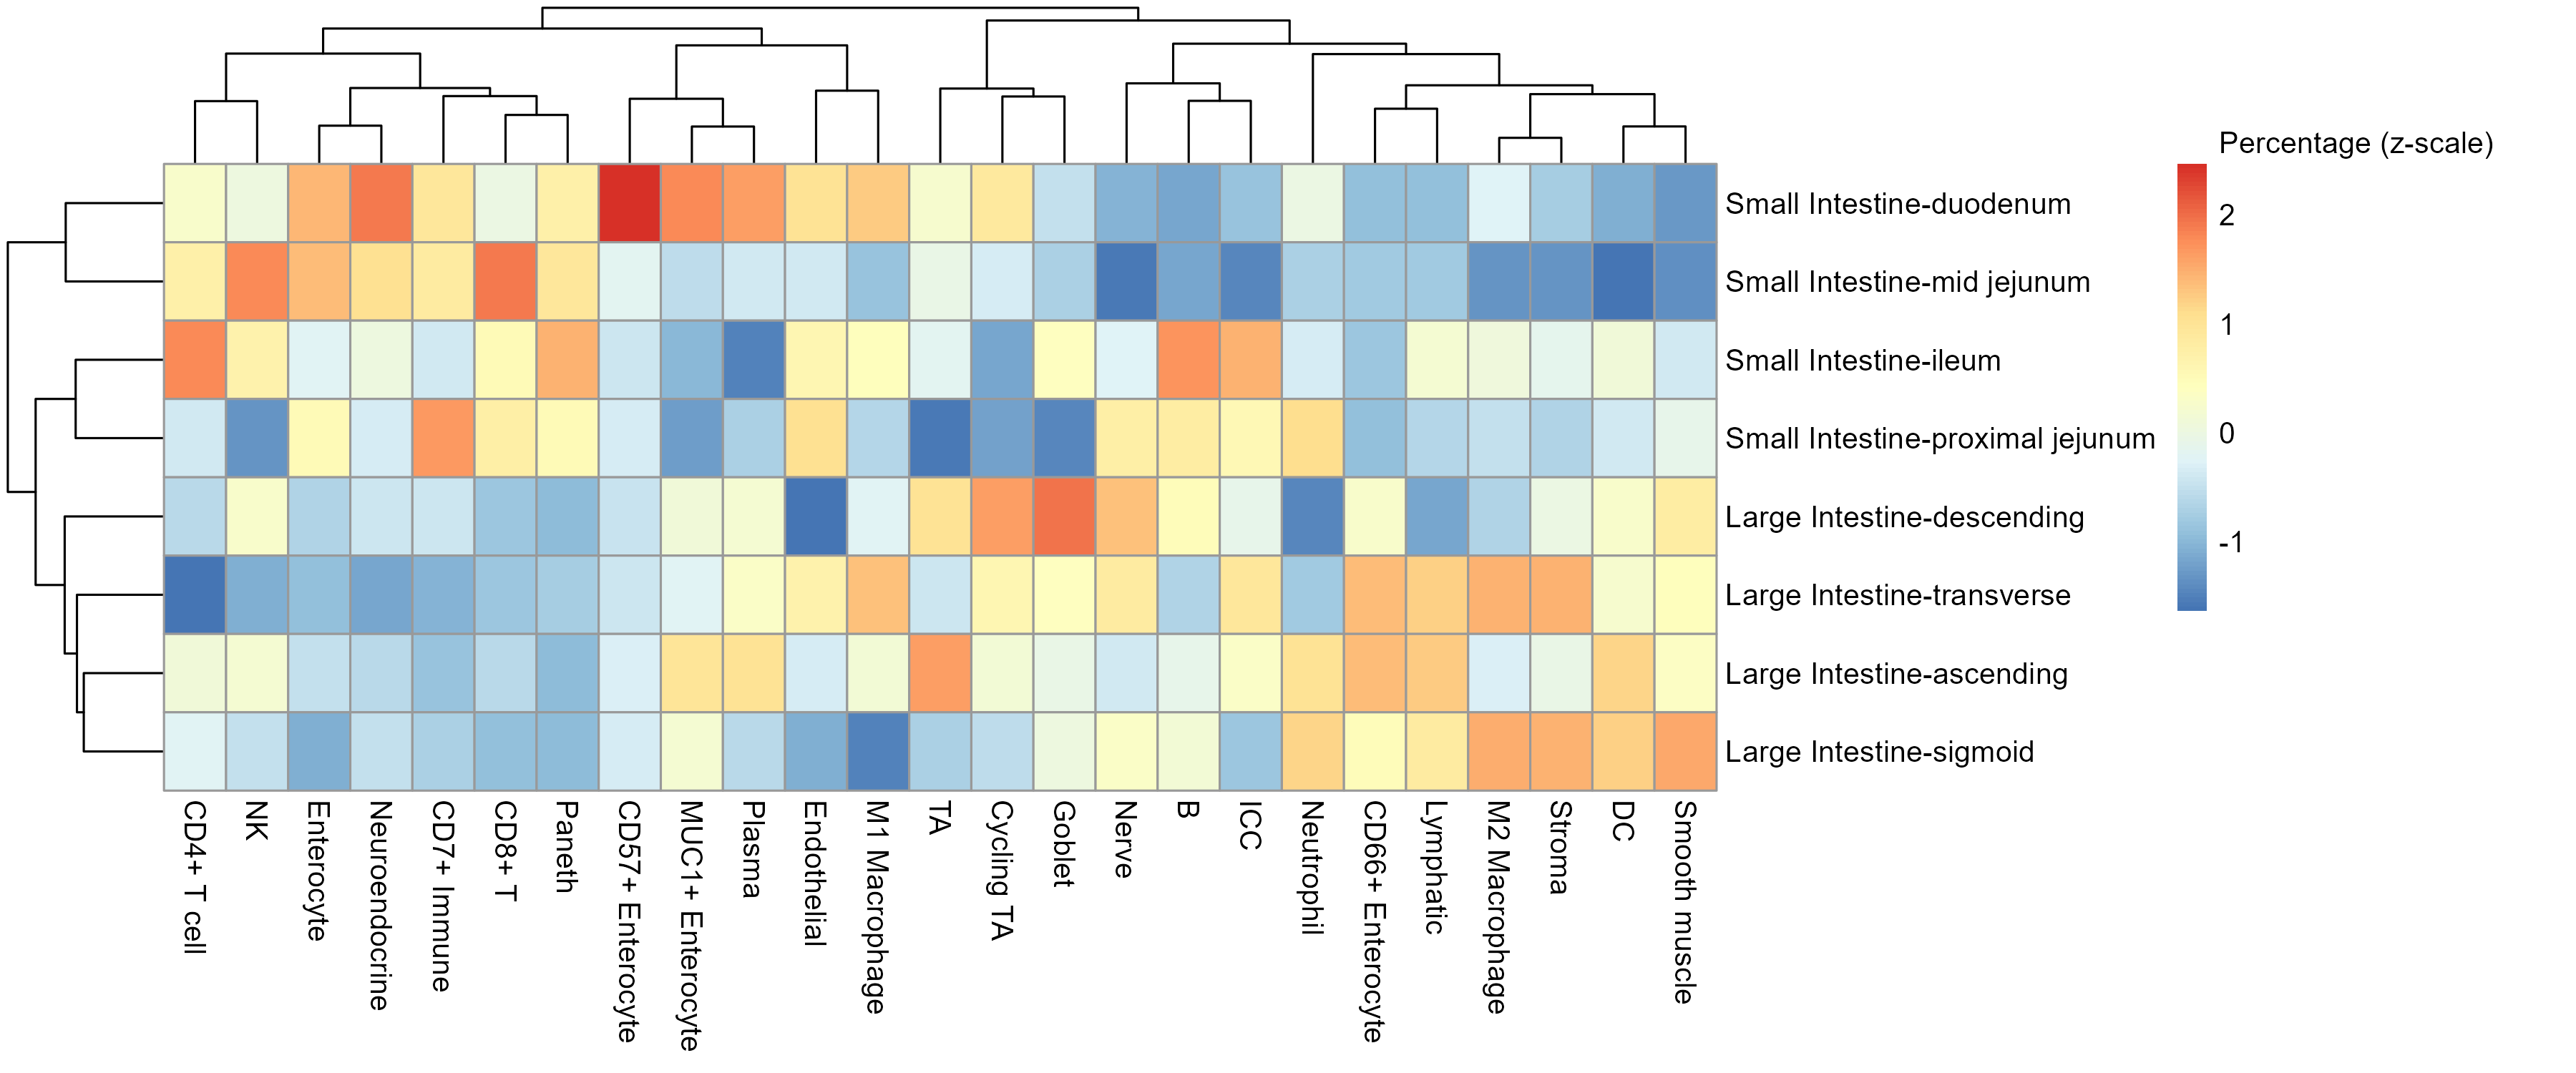 Percentage (z-scale)
2
1
0
-1
Small Intestine-duodenum
Small Intestine-mid jejunum
Small Intestine-ileum
Small Intestine-proximal jejunum
Large Intestine-descending
Large Intestine-transverse
Large Intestine-ascending
Large Intestine-sigmoid
CD4+ T cell
NK
Enterocyte
Neuroendocrine
CD7+ Immune
CD8+ T
Paneth
CD57+ Enterocyte
MUC1+ Enterocyte
Plasma
Endothelial
M1 Macrophage
TA
Cycling TA
Goblet
Nerve
B
ICC
Neutrophil
CD66+ Enterocyte
Lymphatic
M2 Macrophage
Stroma
DC
Smooth muscle